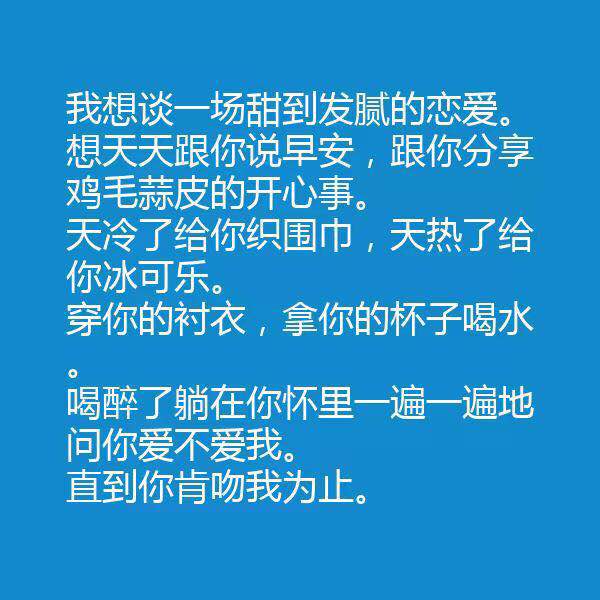 我想谈一场甜到发腻的恋爱。
想天天跟你说早安，跟你分享
鸡毛蒜皮的开心事。
天冷了给你织围巾，天热了给
你冰可乐。
穿你的衬衣，拿你的杯子喝水
。
喝醉了躺在你怀里一遍一遍地
问你爱不爱我。
直到你肯吻我为止。